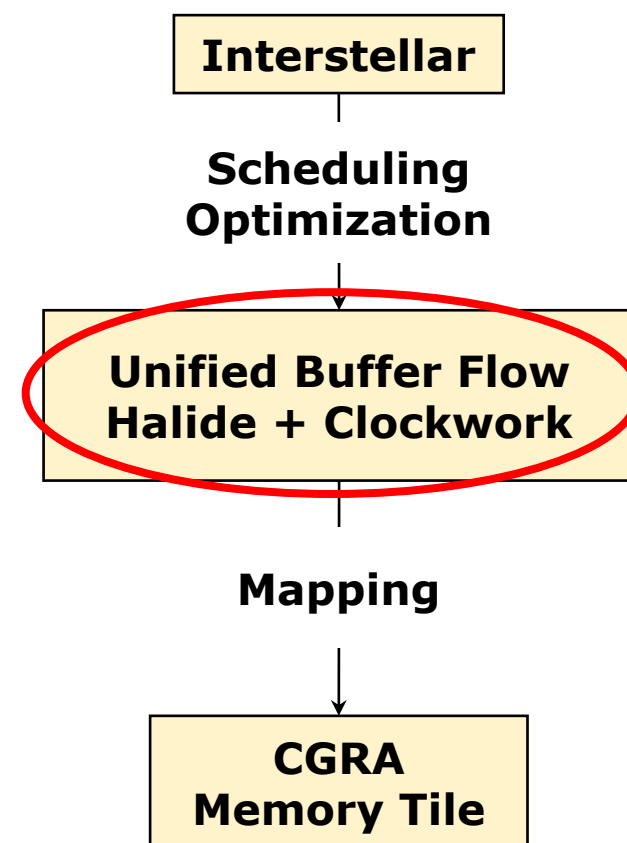 Interstellar
Scheduling
Optimization
Unified Buffer Flow
Halide + Clockwork
Mapping
CGRA
Memory Tile